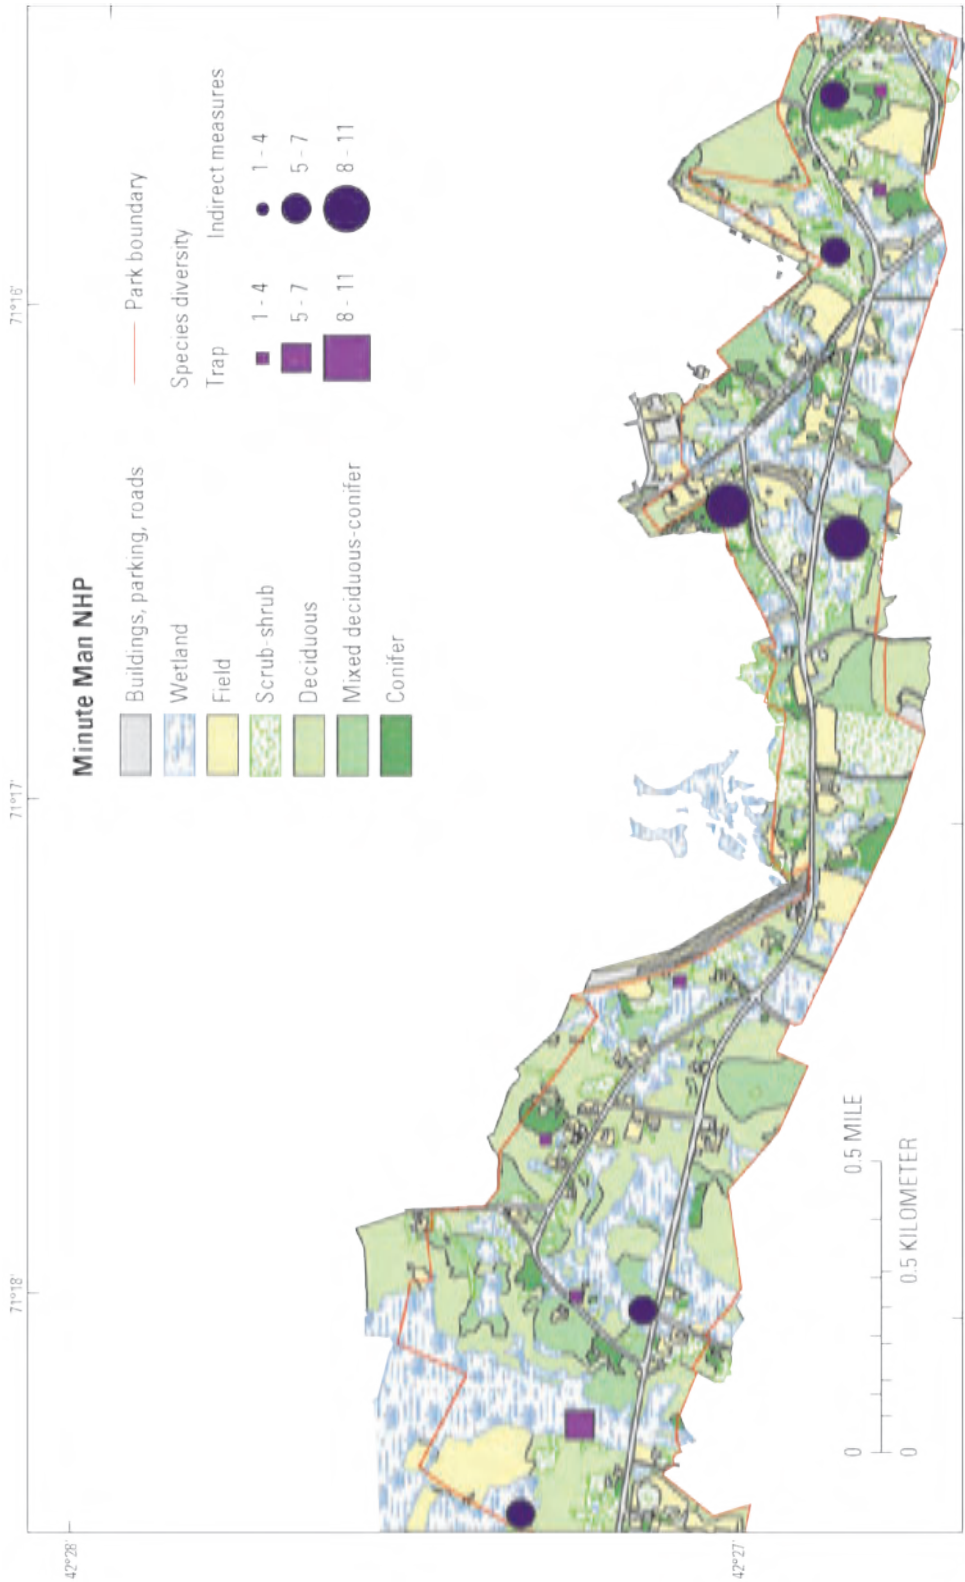 Minute Man NHP
Buildings, parking, roads
Wetland
Field
Scrub-shrub
Deciduous
Mixed deciduous-conifer
Conifer
Park boundary
Species diversity
Trap
Indirect measures
1 - 4
1 - 4
5 - 7
5 - 7
8 - 11
8 - 11
71°18'
71°17'
71°16'
42°28'
42°27'
0
0.5 MILE
0
0.5 KILOMETER